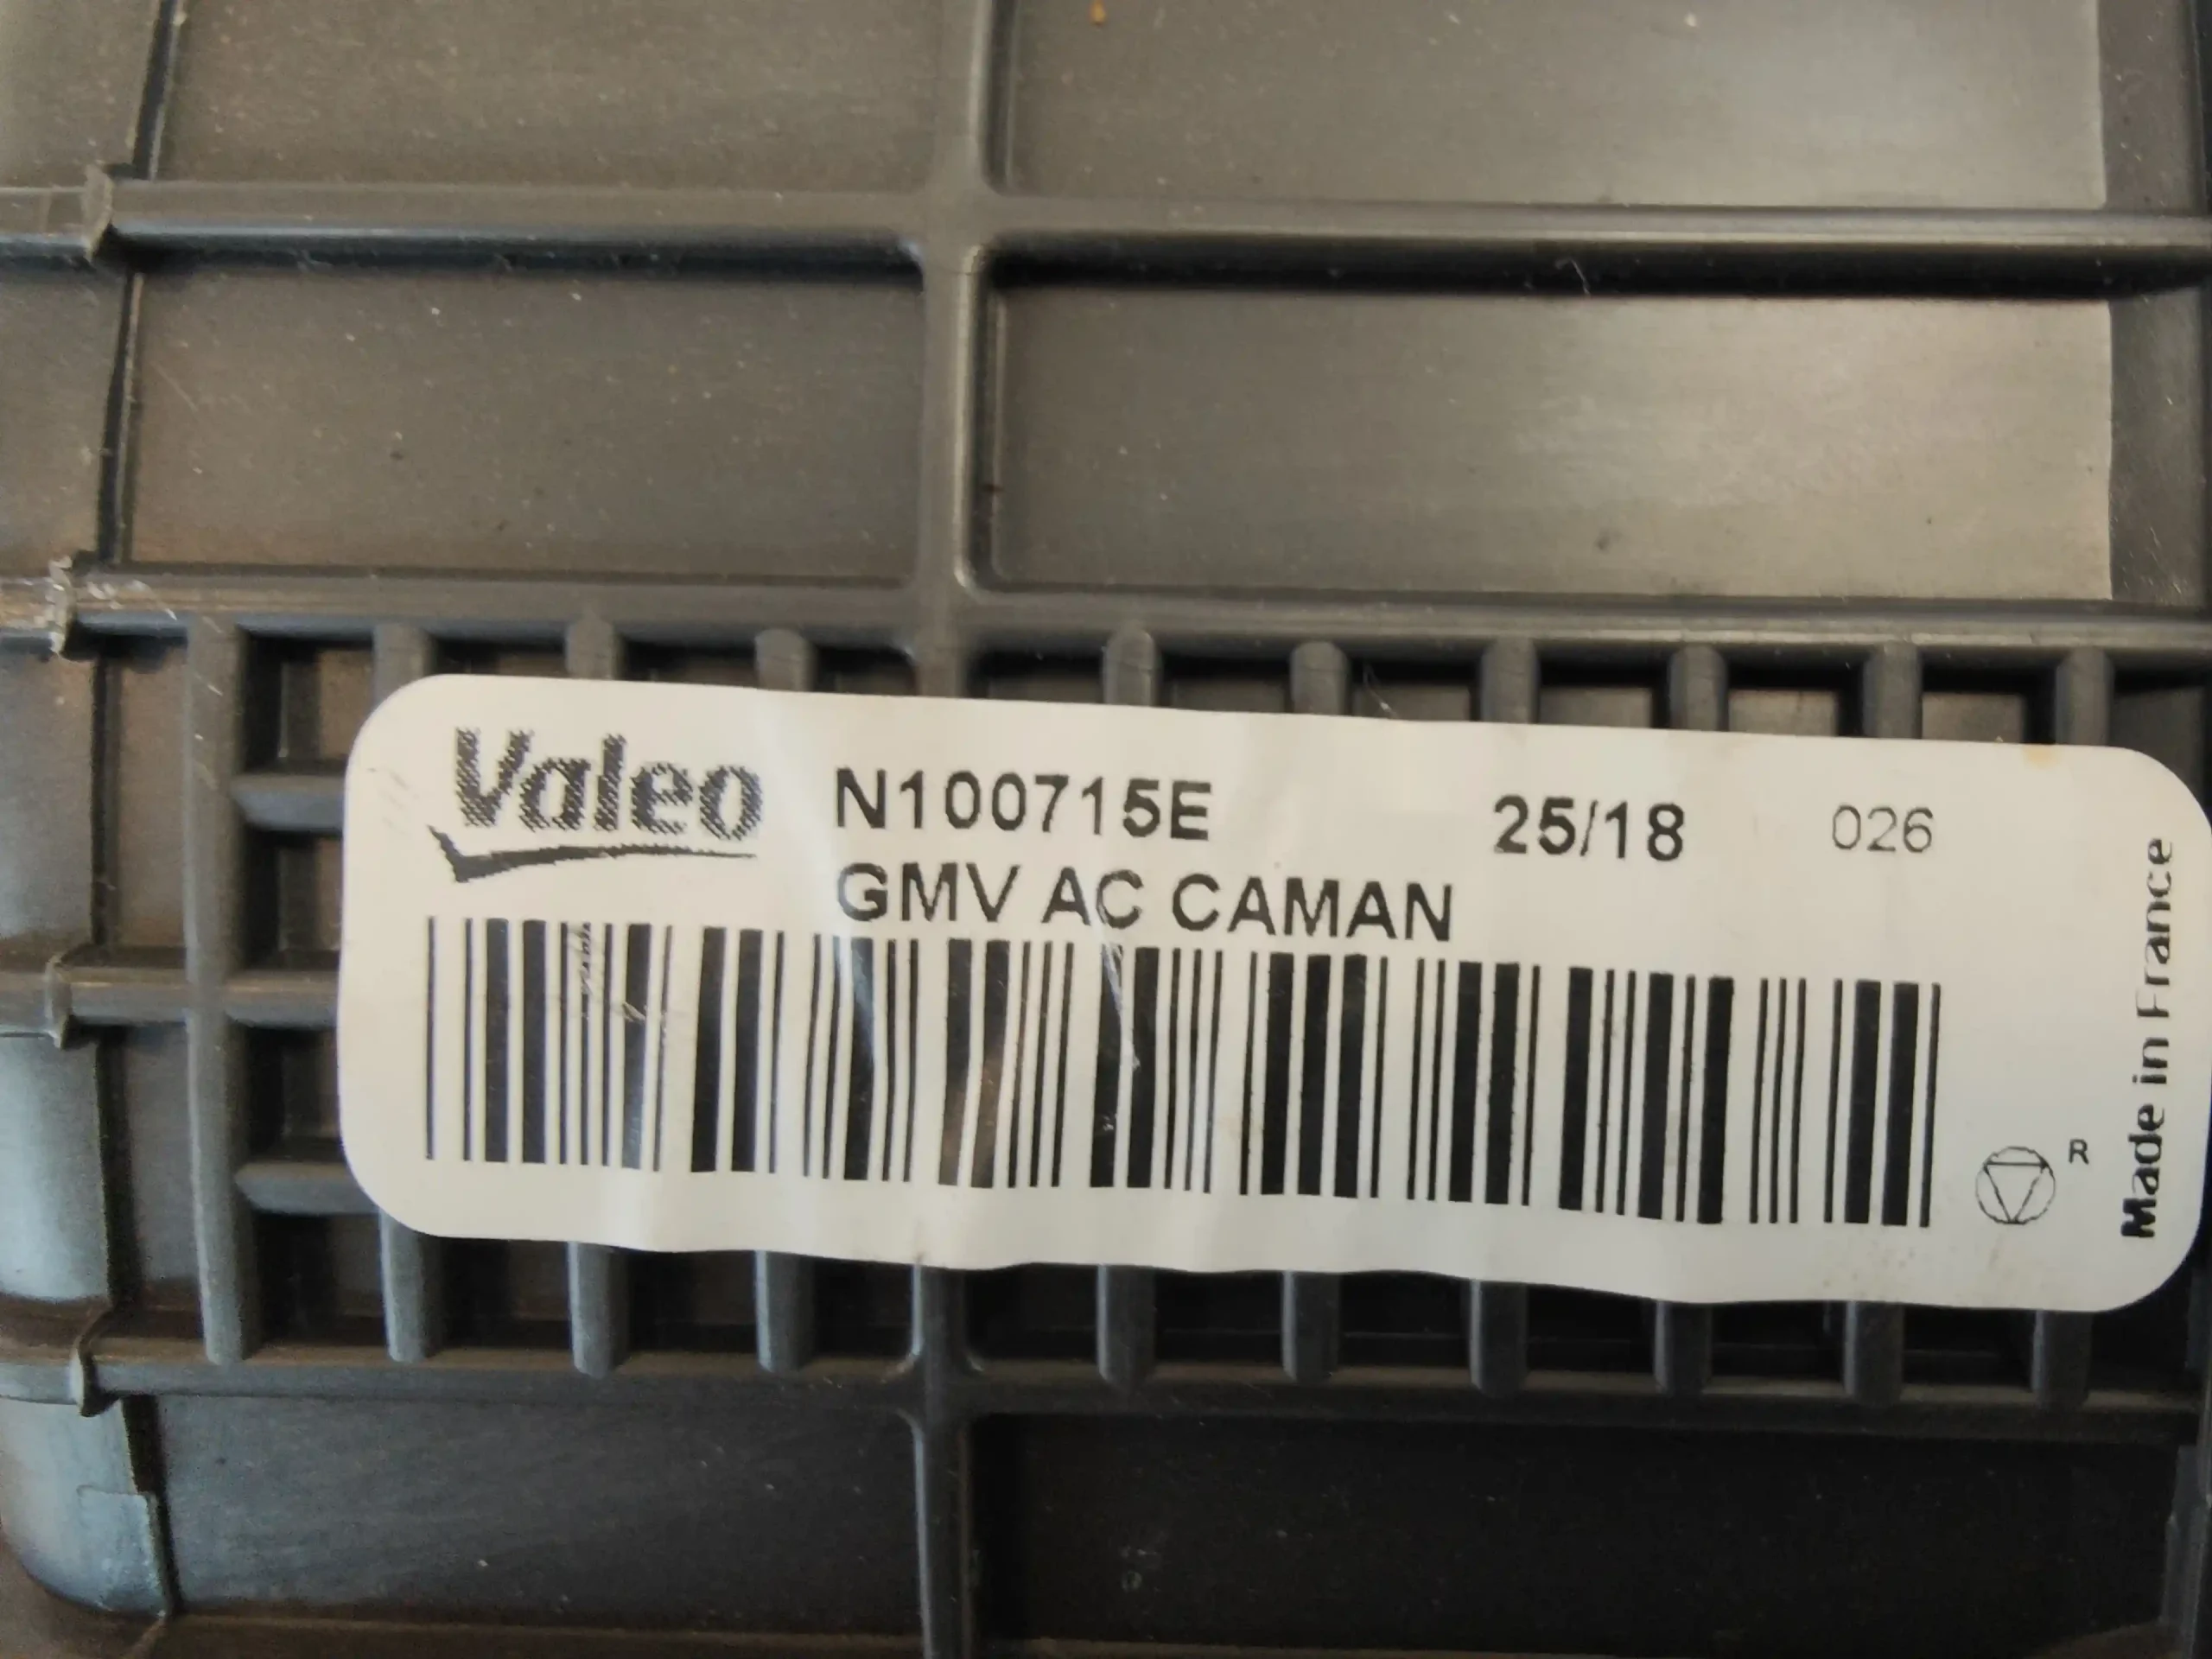 Valeo
N100715E 25/18 026
GMV AC CAMAN
R
Made in France